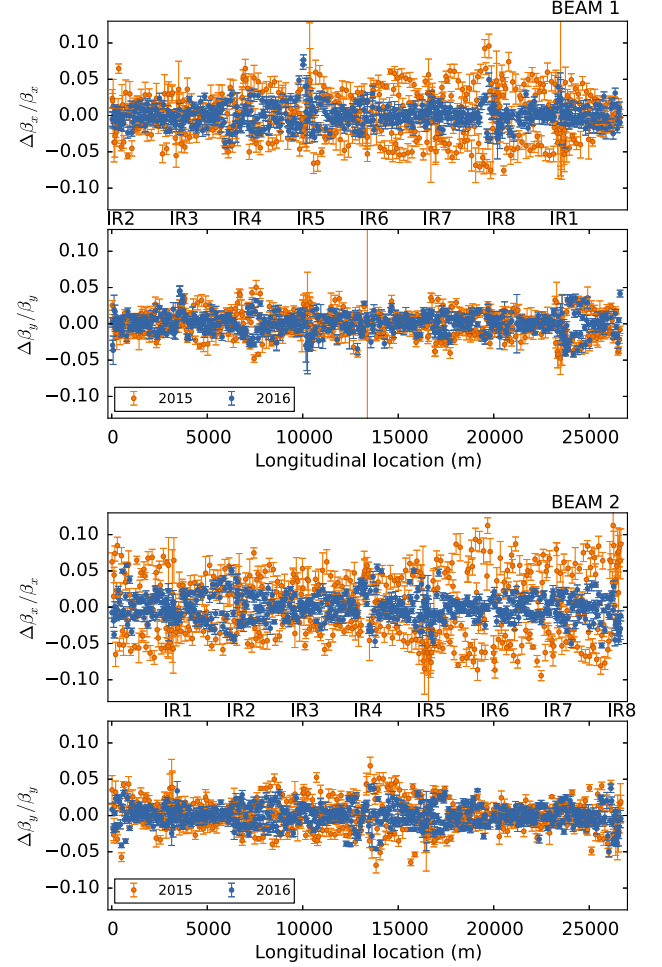 BEAM 1
0.10
0.05
0.00
−0.05
−0.10
Δβx/βx
IR2 IR3 IR4 IR5 IR6 IR7 IR8 IR1
0.10
0.05
0.00
−0.05
−0.10
Δβy/βy
2015 2016
0 5000 10000 15000 20000 25000
Longitudinal location (m)
BEAM 2
0.10
0.05
0.00
−0.05
−0.10
Δβx/βx
IR1 IR2 IR3 IR4 IR5 IR6 IR7 IR8
0.10
0.05
0.00
−0.05
−0.10
Δβy/βy
2015 2016
0 5000 10000 15000 20000 25000
Longitudinal location (m)